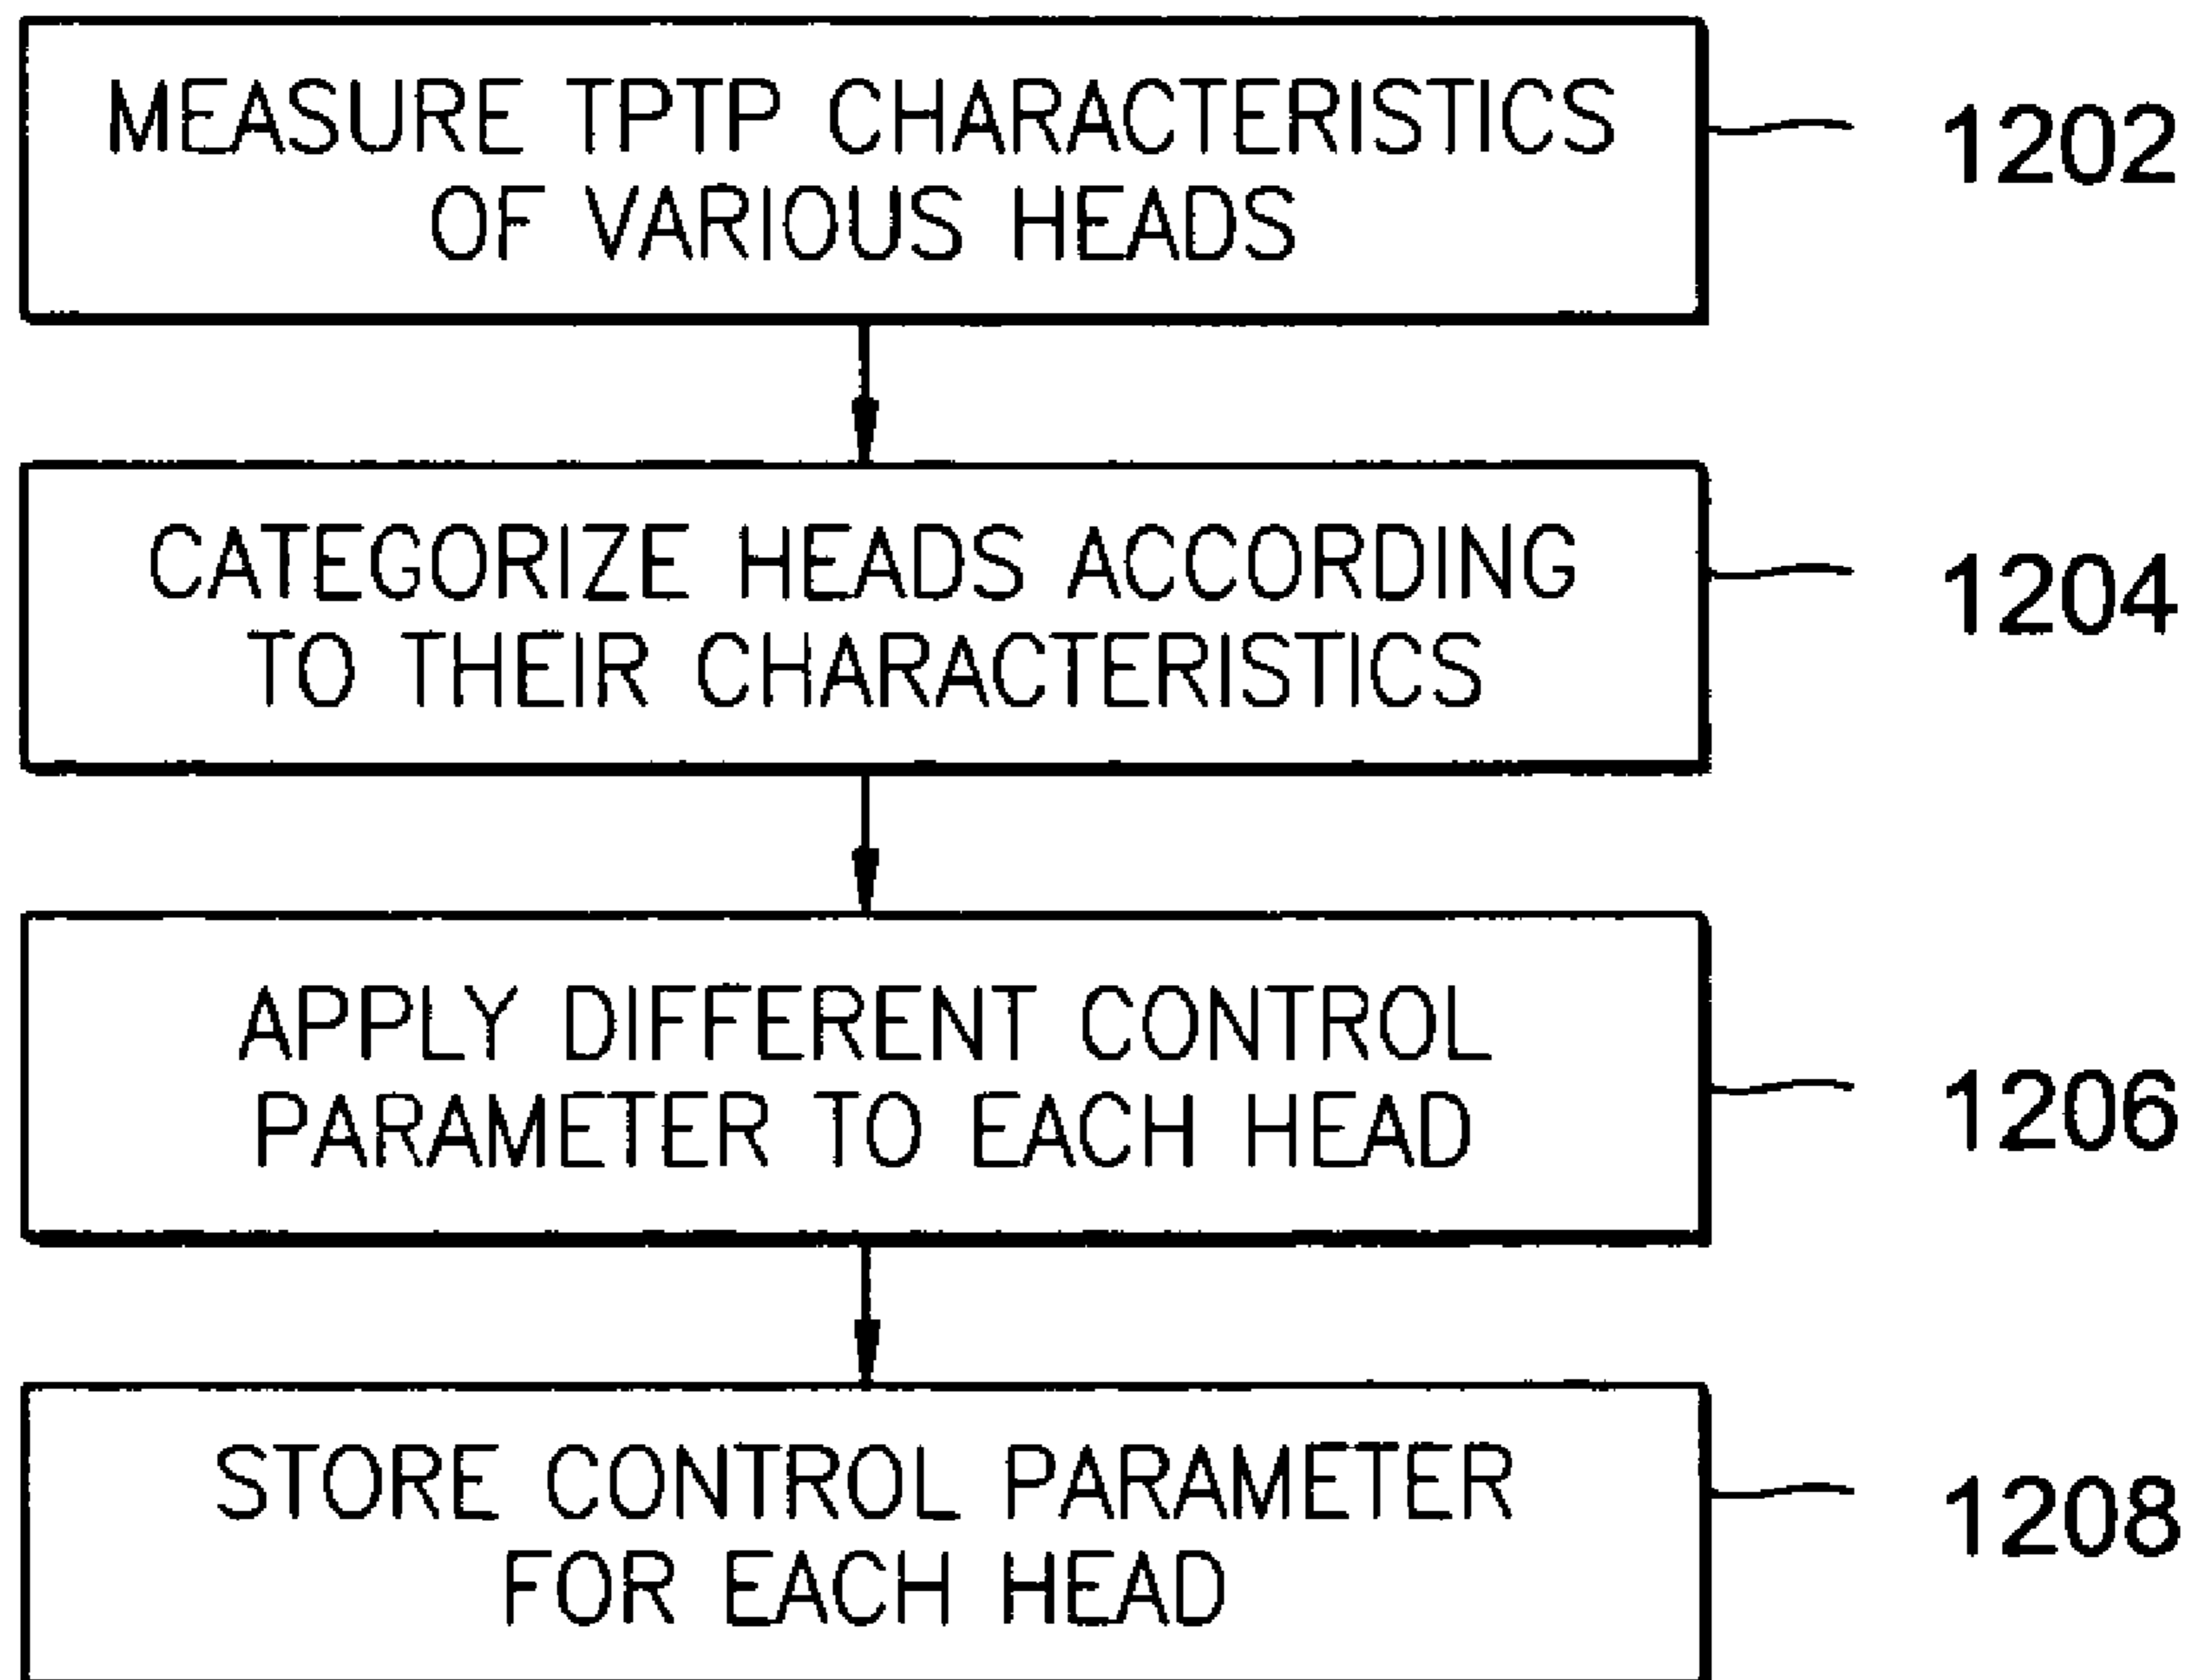 MEASURE TPTP CHARACTERISTICS
OF VARIOUS HEADS
1202
CATEGORIZE HEADS ACCORDING
TO THEIR CHARACTERISTICS
1204
APPLY DIFFERENT CONTROL
PARAMETER TO EACH HEAD
1206
STORE CONTROL PARAMETER
FOR EACH HEAD
1208